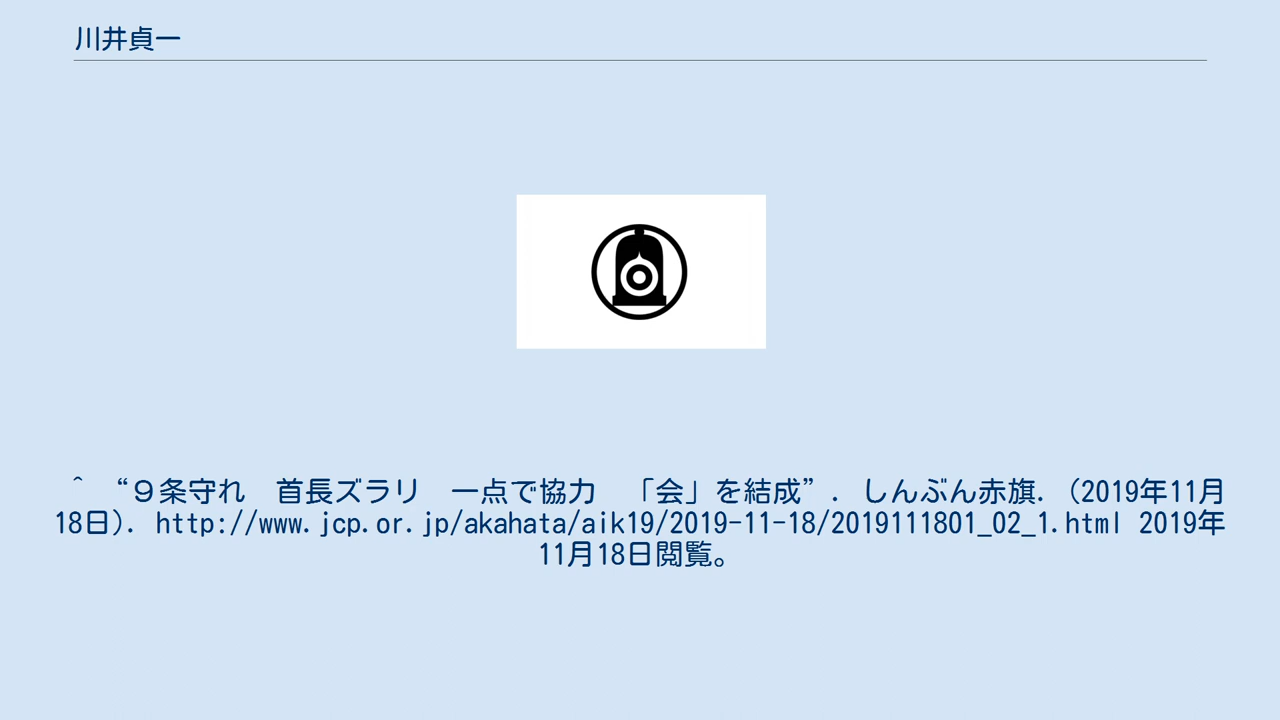 川井貞一
^ “９条守れ　首長ズラリ　一点で協力　「会」を結成”. しんぶん赤旗. (2019年11月
18日). http://www.jcp.or.jp/akahata/aik19/2019-11-18/2019111801_02_1.html 2019年
11月18日閲覧。